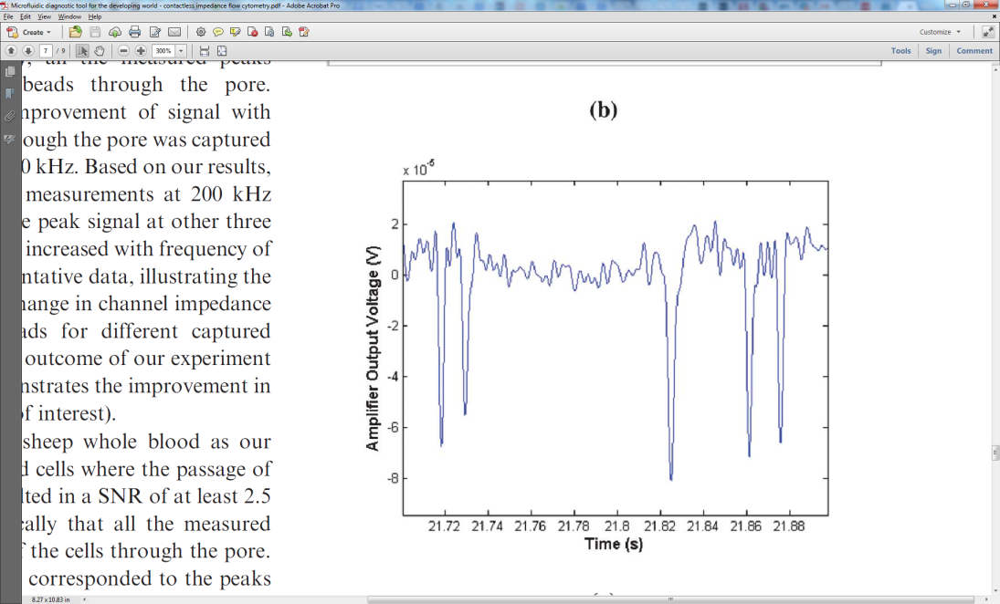 Microfluidic diagnostic tool for the developing world - contactless impedance flow cytometry.pdf - Adobe Acrobat Pro
File Edit View Window Help
Create
Customize
7 / 9
300%
Tools Sign Comment
, all the measured peaks
beads through the pore.
nprovement of signal with
ough the pore was captured
0 kHz. Based on our results,
measurements at 200 kHz
e peak signal at other three
increased with frequency of
ntative data, illustrating the
hange in channel impedance
ads for different captured
outcome of our experiment
nstrates the improvement in
of interest).
sheep whole blood as our
d cells where the passage of
lted in a SNR of at least 2.5
cally that all the measured
f the cells through the pore.
corresponded to the peaks
(b)
x 10-5
2
0
-2
-4
-6
-8
Amplifier Output Voltage (V)
21.72 21.74 21.76 21.78 21.8 21.82 21.84 21.86 21.88
Time (s)
8.27 x 10.83 in